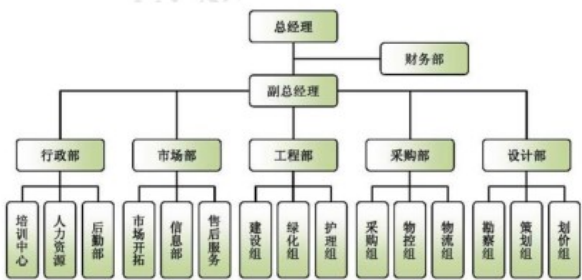 总经理
财务部
副总经理
行政部
市场部
工程部
采购部
设计部
培训中心
人力资源
后勤部
市场开拓
信息部
售后服务
建设组
绿化组
护理组
采购组
物控组
物流组
勘察组
策划组
划价组